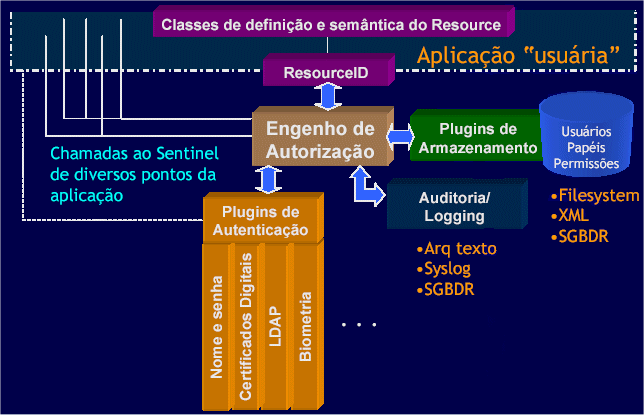 Classes de definição e semântica do Resource
Aplicação “usuária”
ResourceID
Engenho de
Autorização
Plugins de
Armazenamento
Usuários
Papéis
Permissões
Chamadas ao Sentinel
de diversos pontos da
aplicação
•Filesystem
•XML
•SGBDR
Auditoria/
Logging
•Arq texto
•Syslog
•SGBDR
Plugins de
Autenticação
Nome e senha
Certificados Digitais
LDAP
Biometria
. . .